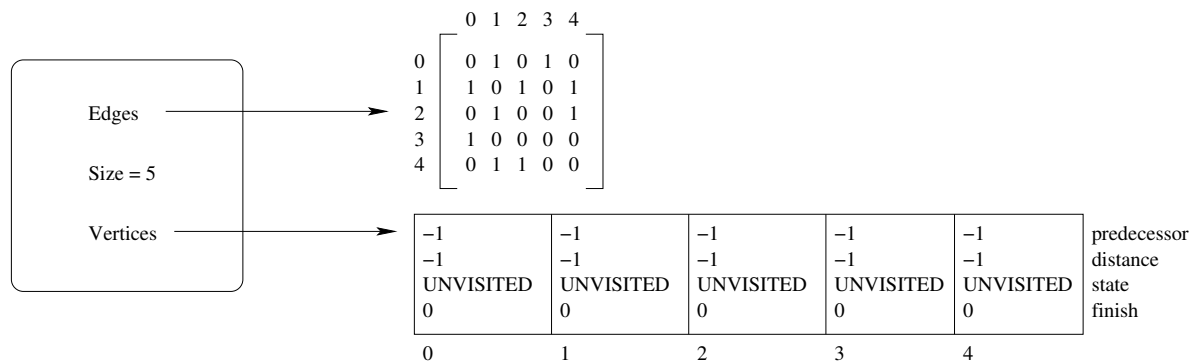 0 1 2 3 4
0 0 1 0 1 0
1 1 0 1 0 1
2 0 1 0 0 1
3 1 0 0 0 0
4 0 1 1 0 0
Edges
Size = 5
Vertices
−1 −1 −1 −1 −1 predecessor
−1 −1 −1 −1 −1 distance
UNVISITED UNVISITED UNVISITED UNVISITED UNVISITED state
0 0 0 0 0 finish
0 1 2 3 4